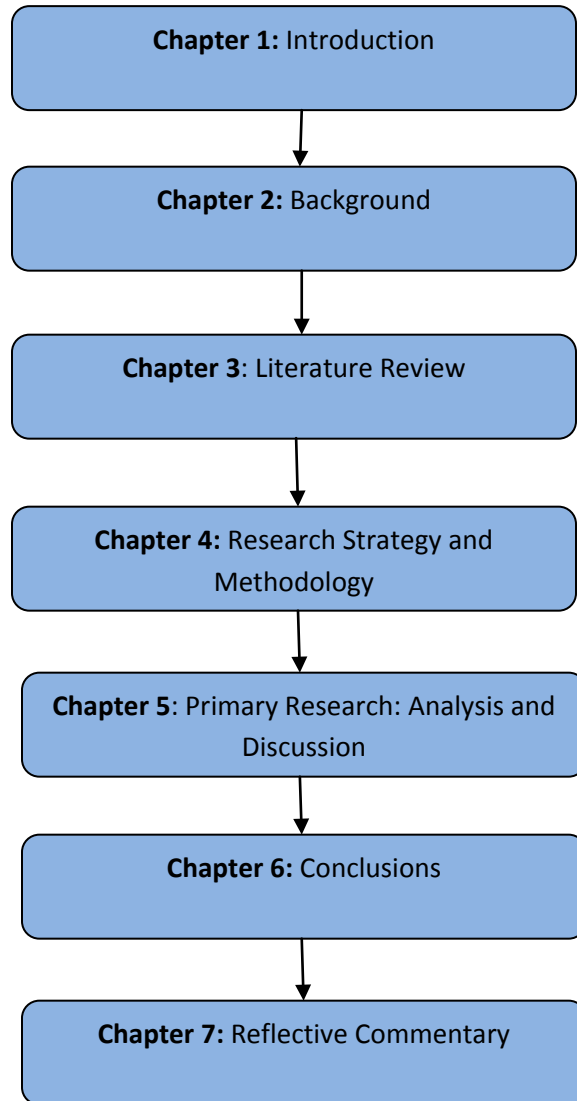 Chapter 1: Introduction
Chapter 2: Background
Chapter 3: Literature Review
Chapter 4: Research Strategy and
Methodology
Chapter 5: Primary Research: Analysis and
Discussion
Chapter 6: Conclusions
Chapter 7: Reflective Commentary